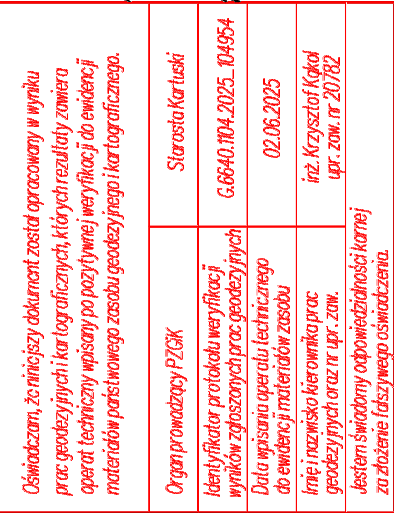 Oświadczam, że niniejszy dokument został opracowany w wyniku
prac geodezyjnych i kartograficznych, których rezultaty zawiera
operat techniczny wpisany po pozytywnej weryfikacji do ewidencji
materiałów państwowego zasobu geodezyjnego i kartograficznego.
Organ prowadzący PZGiK
Starosta Kartuski
Identyfikator protokołu weryfikacji
wyników zgłoszonych prac geodezyjnych
G.6640.1104.2025_104954
Data wpisania operatu technicznego
do ewidencji materiałów zasobu
02.06.2025
Imię i nazwisko kierownika prac
geodezyjnych oraz nr upr. zaw.
inż. Krzysztof Kąkol
upr. zaw. nr 20782
Jestem świadomy odpowiedzialności karnej
za złożenie fałszywego oświadczenia.